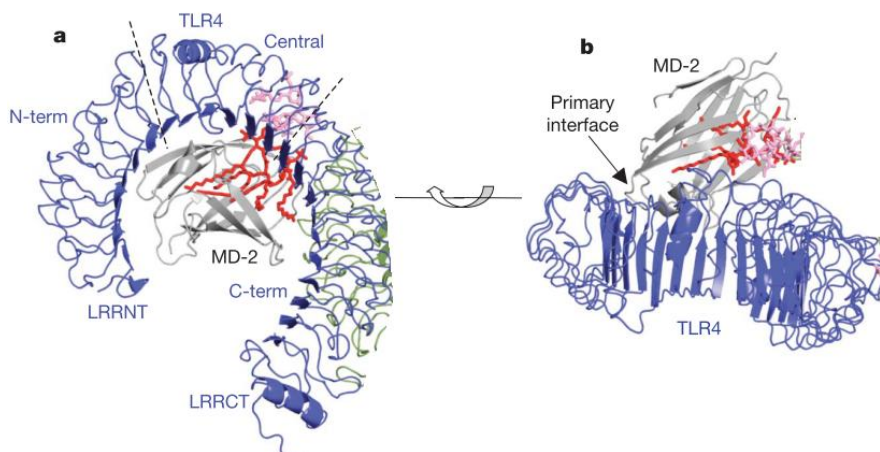 a
TLR4
Central
N-term
MD-2
C-term
LRRNT
LRRCT
b
MD-2
Primary
interface
TLR4